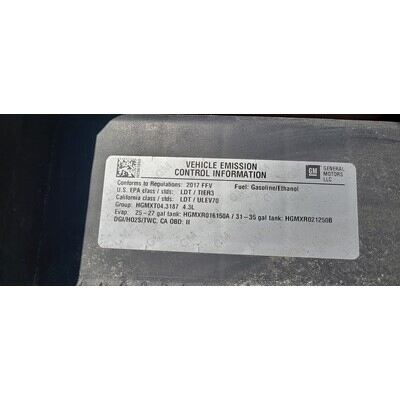 VEHICLE EMISSION
CONTROL INFORMATION
GM
GENERAL
MOTORS
LLC
Conforms to Regulations: 2017 FFV Fuel: Gasoline/Ethanol
U.S. EPA class / stds: LDT / TIER3
California class / stds: LDT / ULEV70
Group: HGMXT04.3187 4.3L
Evap: 25-27 gal tank: HGMXR016150A / 31-35 gal tank: HGMXR0212508
DGI/HO2S/TWC, CA OBD: II